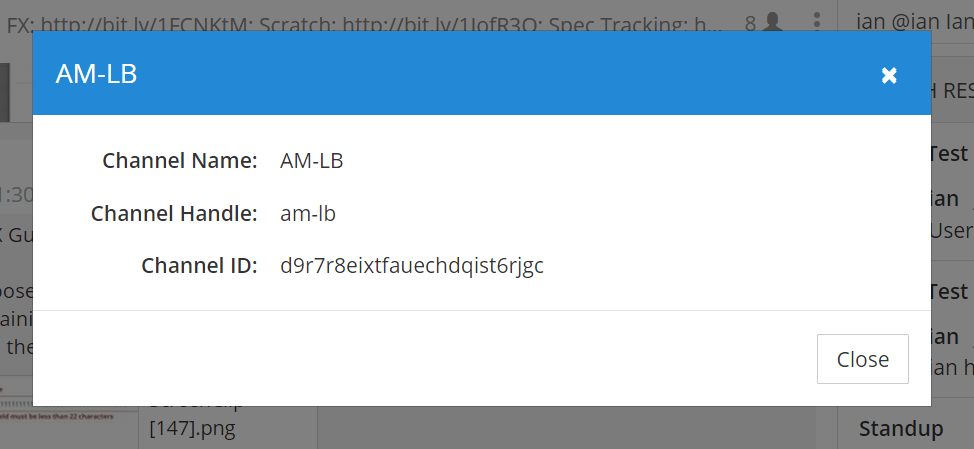 FX: http://bit.ly/1FCNKtM; Scratch: http://bit.ly/1JofR3O; Spec Tracking: h... 8
ian @ian Ian
AM-LB
H RES
Channel Name: AM-LB
Test
1:30
ian
Channel Handle: am-lb
User
X Gu
Channel ID: d9r7r8eixtfauechdqist6rjgc
pose
Test
aini
ian
the
Close
ian h
old must be less than 22 characters
[147].png
Standup